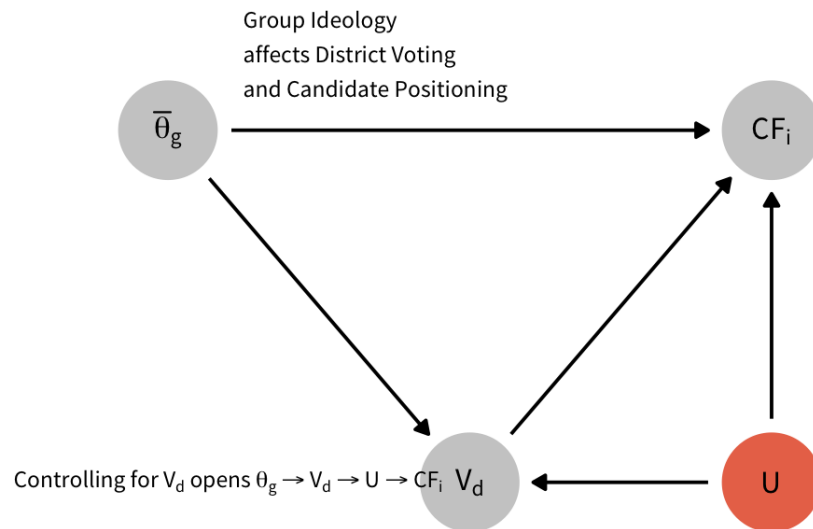 Group Ideology
affects District Voting
and Candidate Positioning
θ̅g
CFi
Controlling for Vd opens θg → Vd → U → CFi
Vd
U